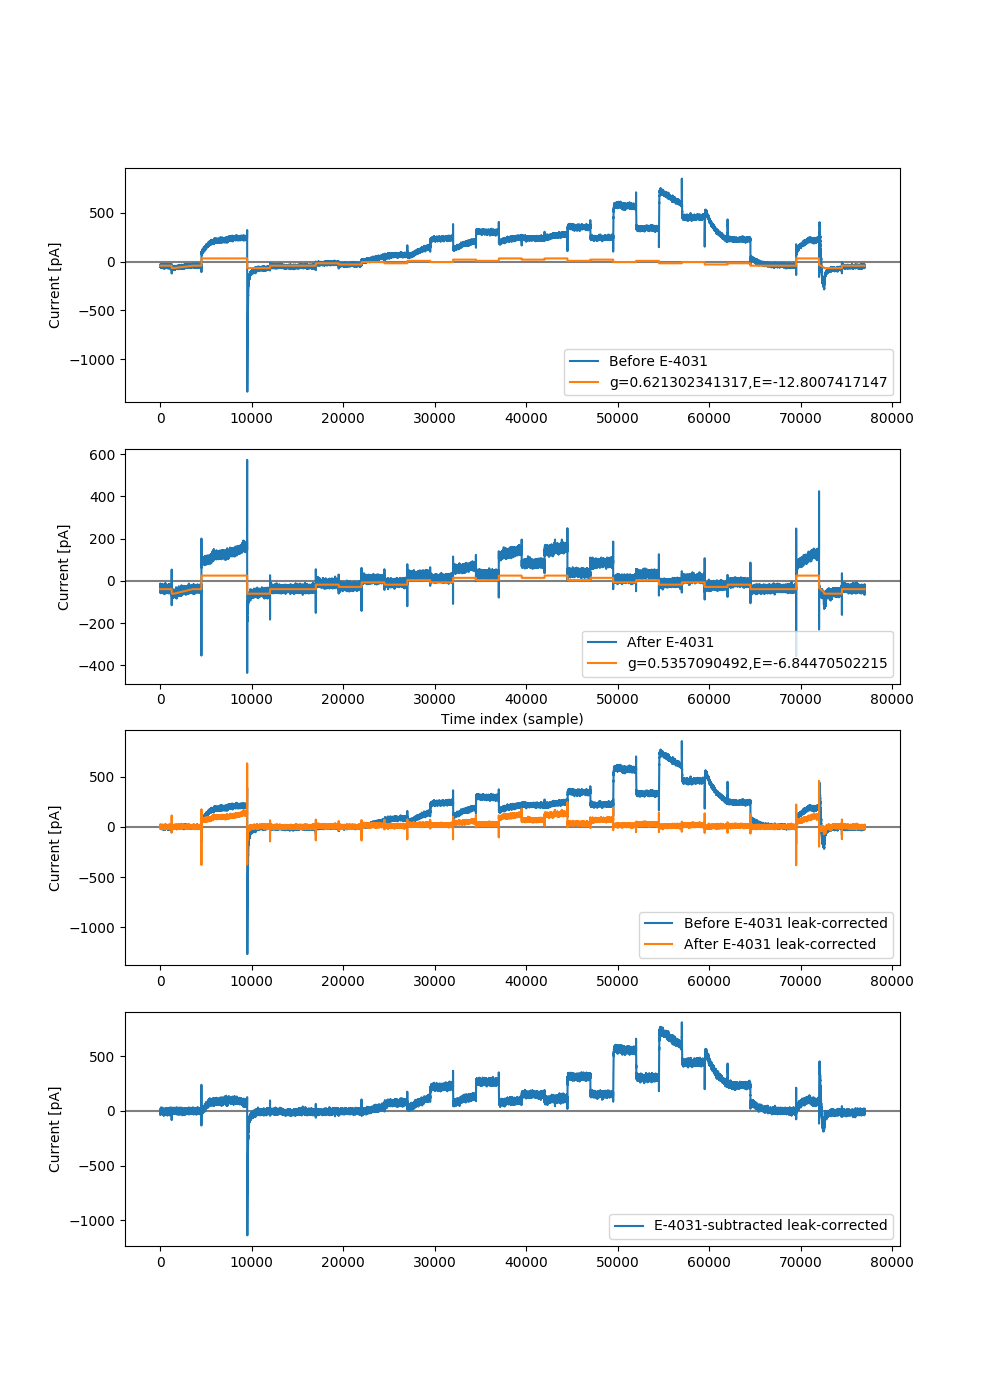 500
0
−500
−1000
Current [pA]
Before E-4031
g=0.621302341317,E=-12.8007417147
0 10000 20000 30000 40000 50000 60000 70000 80000
600
400
200
0
−200
−400
Current [pA]
After E-4031
g=0.5357090492,E=-6.84470502215
0 10000 20000 30000 40000 50000 60000 70000 80000
Time index (sample)
500
0
−500
−1000
Current [pA]
Before E-4031 leak-corrected
After E-4031 leak-corrected
0 10000 20000 30000 40000 50000 60000 70000 80000
500
0
−500
−1000
Current [pA]
E-4031-subtracted leak-corrected
0 10000 20000 30000 40000 50000 60000 70000 80000